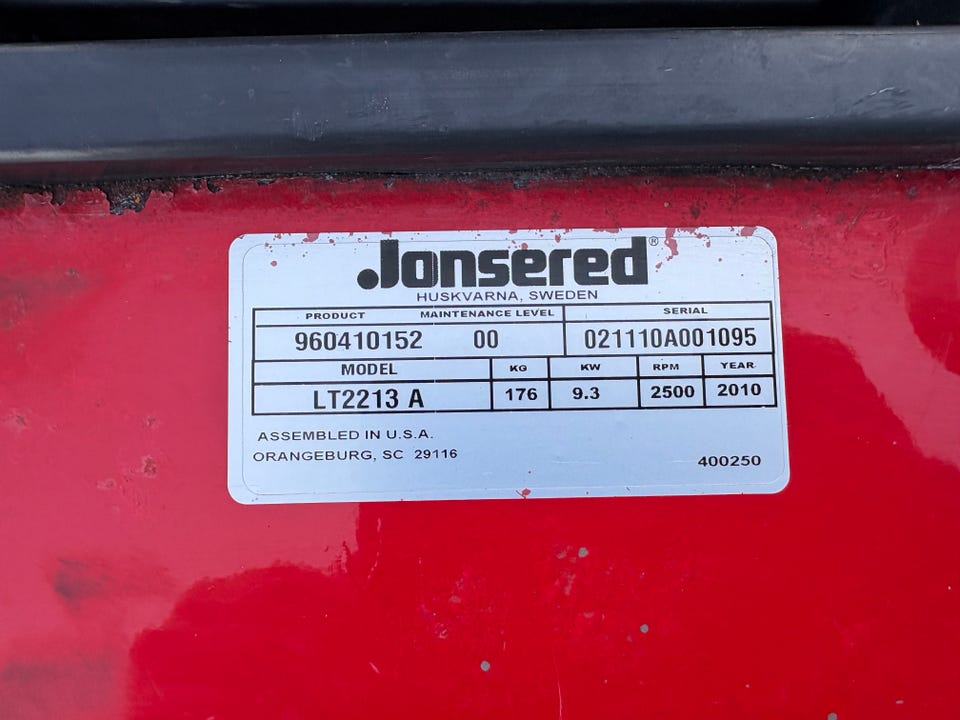 Jonsered®
HUSKVARNA, SWEDEN
PRODUCT MAINTENANCE LEVEL SERIAL
960410152 00 021110A001095
MODEL KG KW RPM YEAR
LT2213 A 176 9.3 2500 2010
ASSEMBLED IN U.S.A.
ORANGEBURG, SC 29116
400250